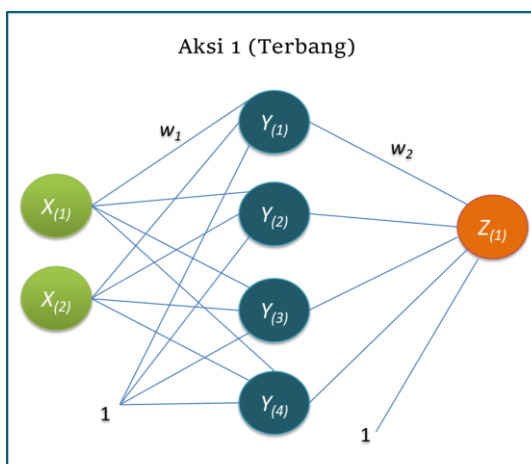 Aksi 1 (Terbang)
w1
Y(1)
w2
X(1)
Y(2)
Z(1)
X(2)
Y(3)
1
Y(4)
1